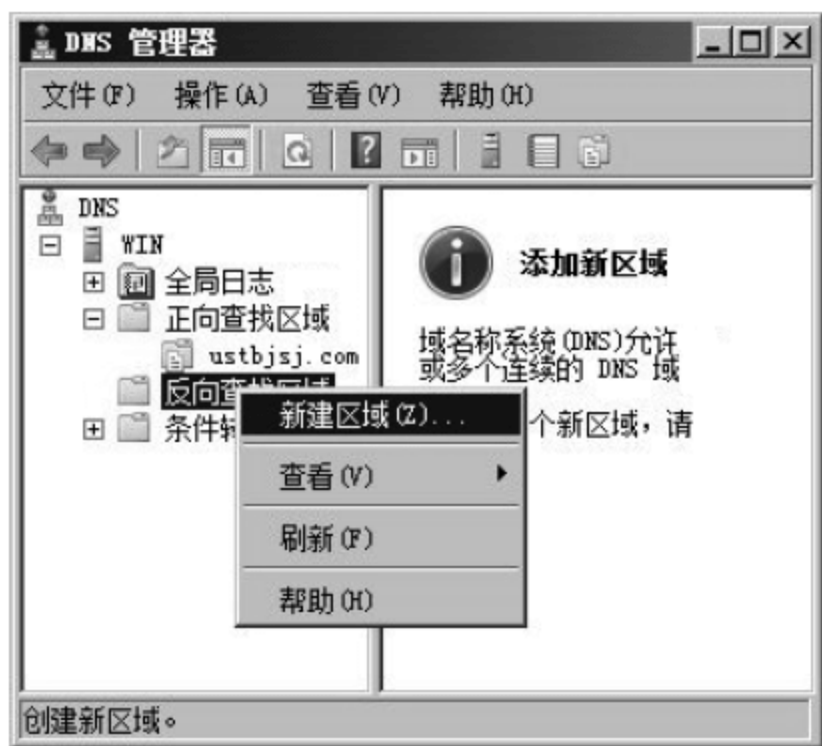 DNS 管理器
文件(F) 操作(A) 查看(V) 帮助(H)
DNS
WIN
全局日志
正向查找区域
ustbjsj.com
反向查找区域
条件转
新建区域(Z)...
查看(V)
刷新(F)
帮助(H)
添加新区域
域名称系统(DNS)允许
或多个连续的 DNS 域
个新区域，请
创建新区域。